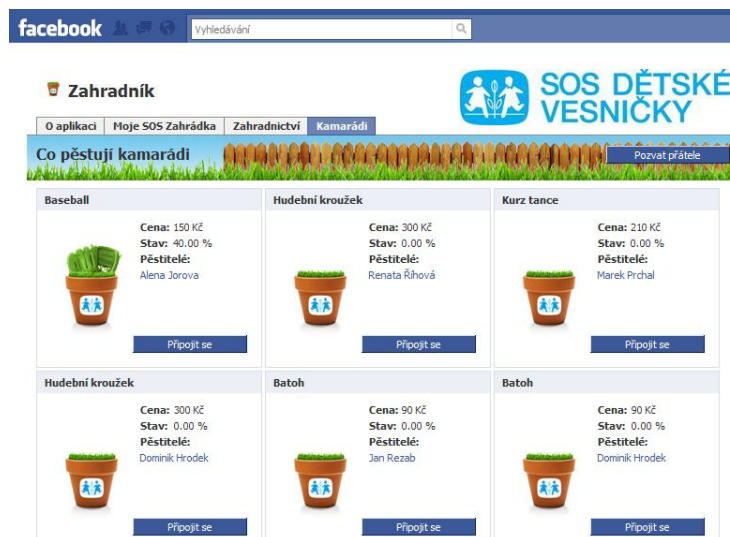 facebook
Vyhledávání
Zahradník
SOS DĚTSKÉ
VESNIČKY
O aplikaci
Moje SOS Zahrádka
Zahradnictví
Kamarádi
Co pěstují kamarádi
Pozvat přátele
Baseball
Cena: 150 Kč
Stav: 40.00 %
Pěstitelé:
Alena Jorova
Připojit se
Hudební kroužek
Cena: 300 Kč
Stav: 0.00 %
Pěstitelé:
Renata Říhová
Připojit se
Kurz tance
Cena: 210 Kč
Stav: 0.00 %
Pěstitelé:
Marek Prchal
Připojit se
Hudební kroužek
Cena: 300 Kč
Stav: 0.00 %
Pěstitelé:
Dominik Hrodek
Připojit se
Batoh
Cena: 90 Kč
Stav: 0.00 %
Pěstitelé:
Jan Rezab
Připojit se
Batoh
Cena: 90 Kč
Stav: 0.00 %
Pěstitelé:
Dominik Hrodek
Připojit se